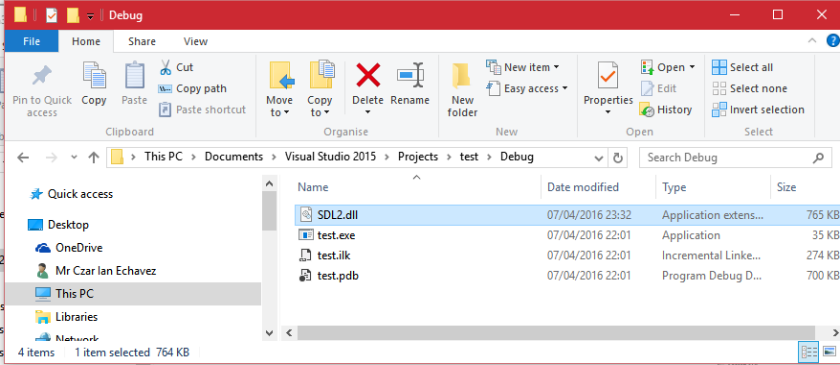 Debug
File Home Share View
Pin to Quick access
Copy
Paste
Cut
Copy path
Paste shortcut
Clipboard
Move to
Copy to
Delete
Rename
Organise
New folder
New item
Easy access
New
Properties
Open
Edit
History
Open
Select all
Select none
Invert selection
Select
This PC > Documents > Visual Studio 2015 > Projects > test > Debug
Search Debug
Quick access
Desktop
OneDrive
Mr Czar Ian Echavez
This PC
Libraries
Network
Name Date modified Type Size
SDL2.dll 07/04/2016 23:32 Application extens... 765 KB
test.exe 07/04/2016 22:01 Application 35 KB
test.ilk 07/04/2016 22:01 Incremental Linke... 274 KB
test.pdb 07/04/2016 22:01 Program Debug D... 700 KB
4 items 1 item selected 764 KB